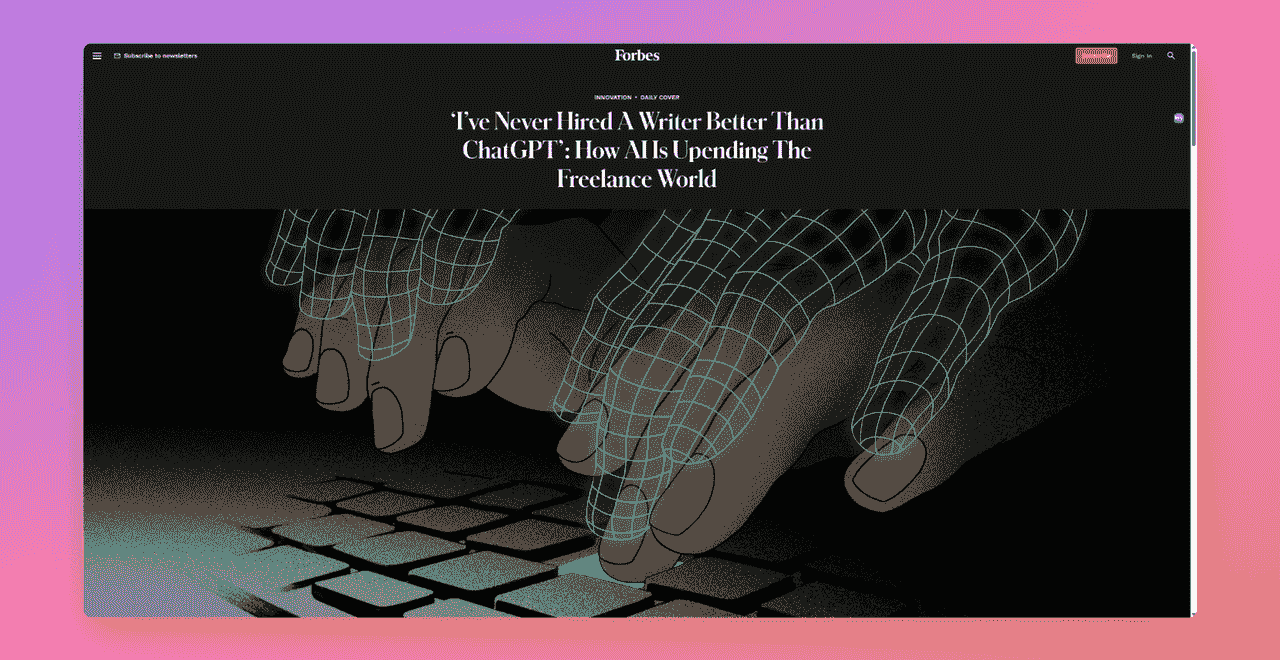 Subscribe to newsletters
Forbes
Sign In
INNOVATION • DAILY COVER
‘I’ve Never Hired A Writer Better Than
ChatGPT’: How AI Is Upending The
Freelance World